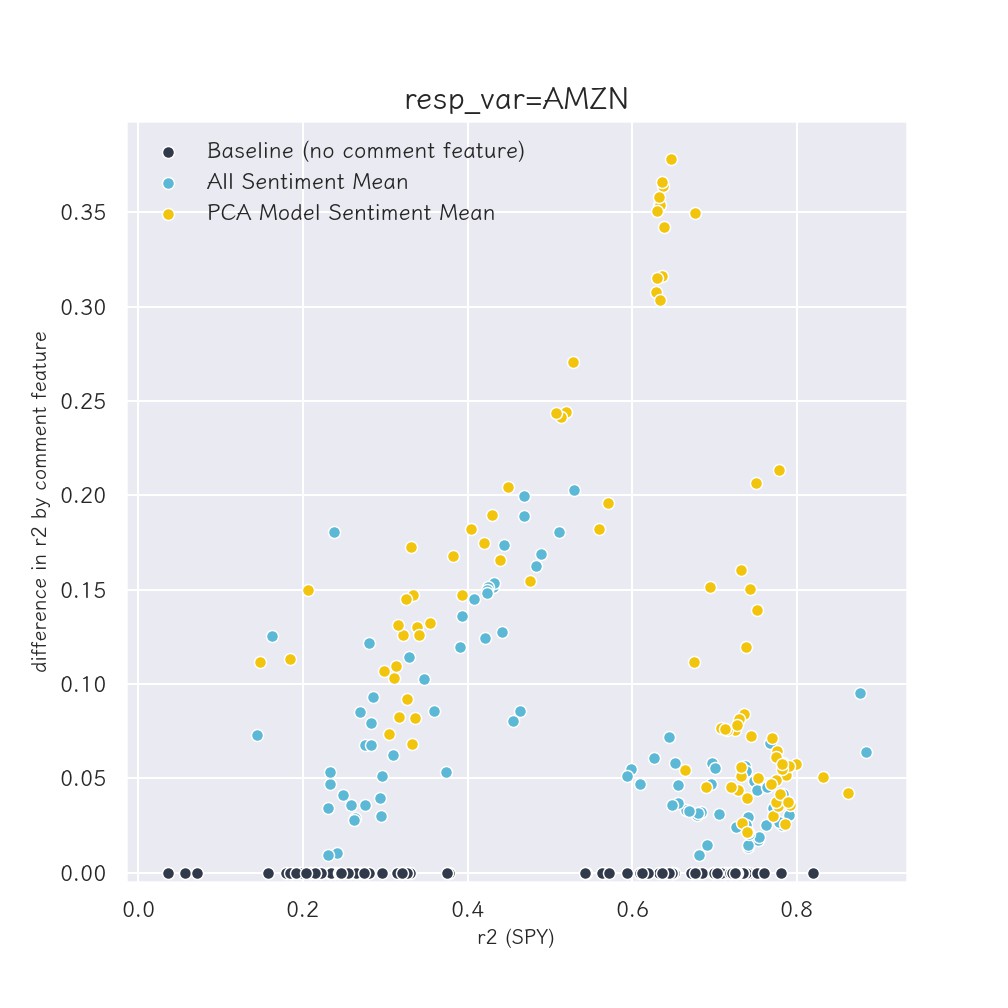 resp_var=AMZN
Baseline (no comment feature)
All Sentiment Mean
PCA Model Sentiment Mean
difference in r2 by comment feature
0.35
0.30
0.25
0.20
0.15
0.10
0.05
0.00
0.0 0.2 0.4 0.6 0.8
r2 (SPY)